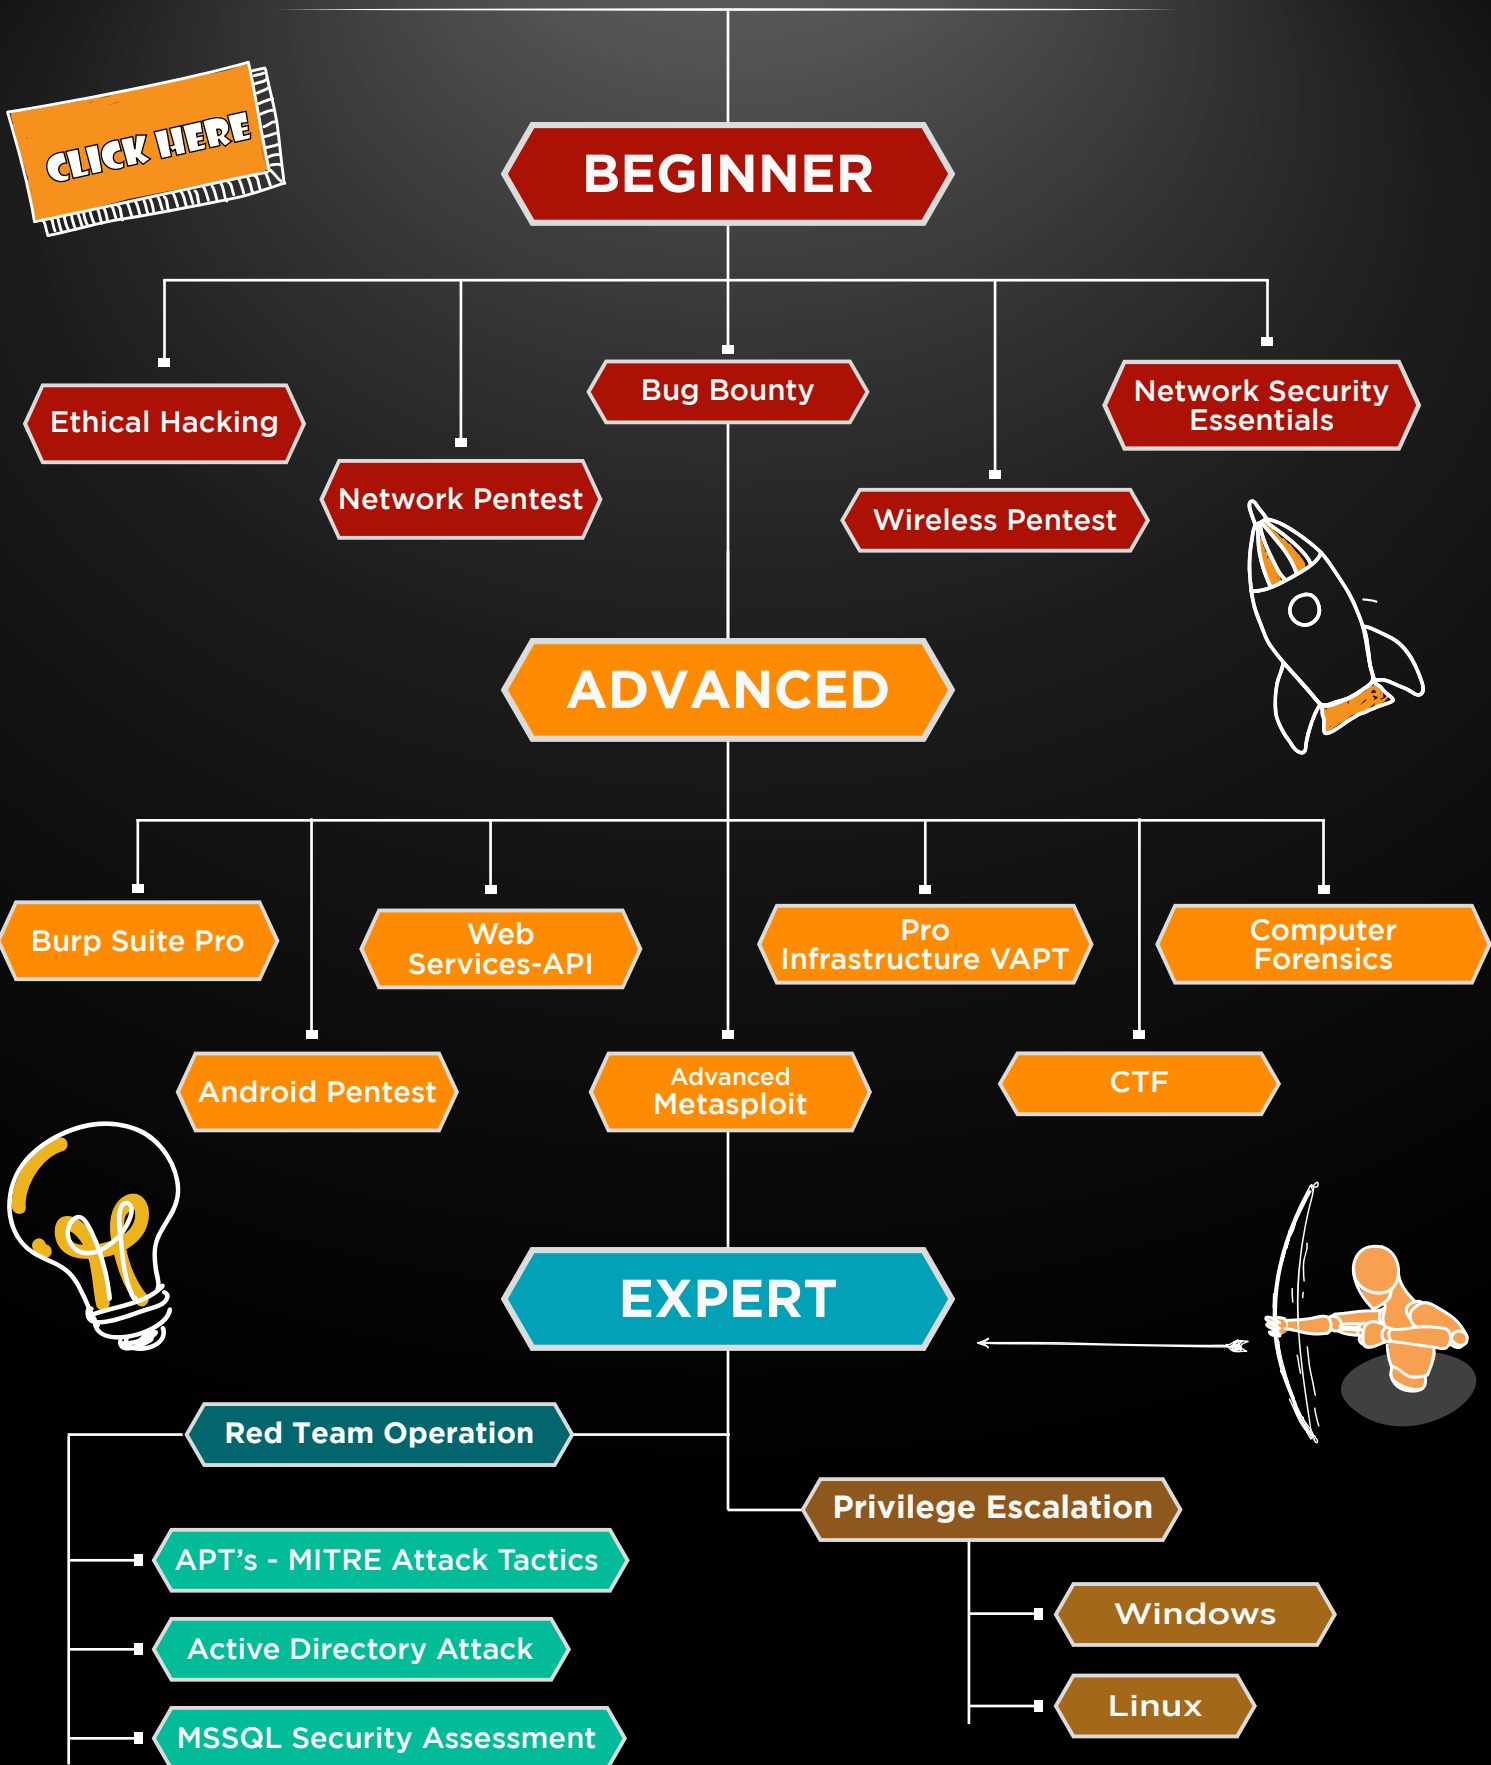 CLICK HERE
BEGINNER
Ethical Hacking
Network Pentest
Bug Bounty
Wireless Pentest
Network Security
Essentials
ADVANCED
Burp Suite Pro
Android Pentest
Web
Services-API
Advanced
Metasploit
Pro
Infrastructure VAPT
CTF
Computer
Forensics
EXPERT
Red Team Operation
APT's - MITRE Attack Tactics
Active Directory Attack
MSSQL Security Assessment
Privilege Escalation
Windows
Linux